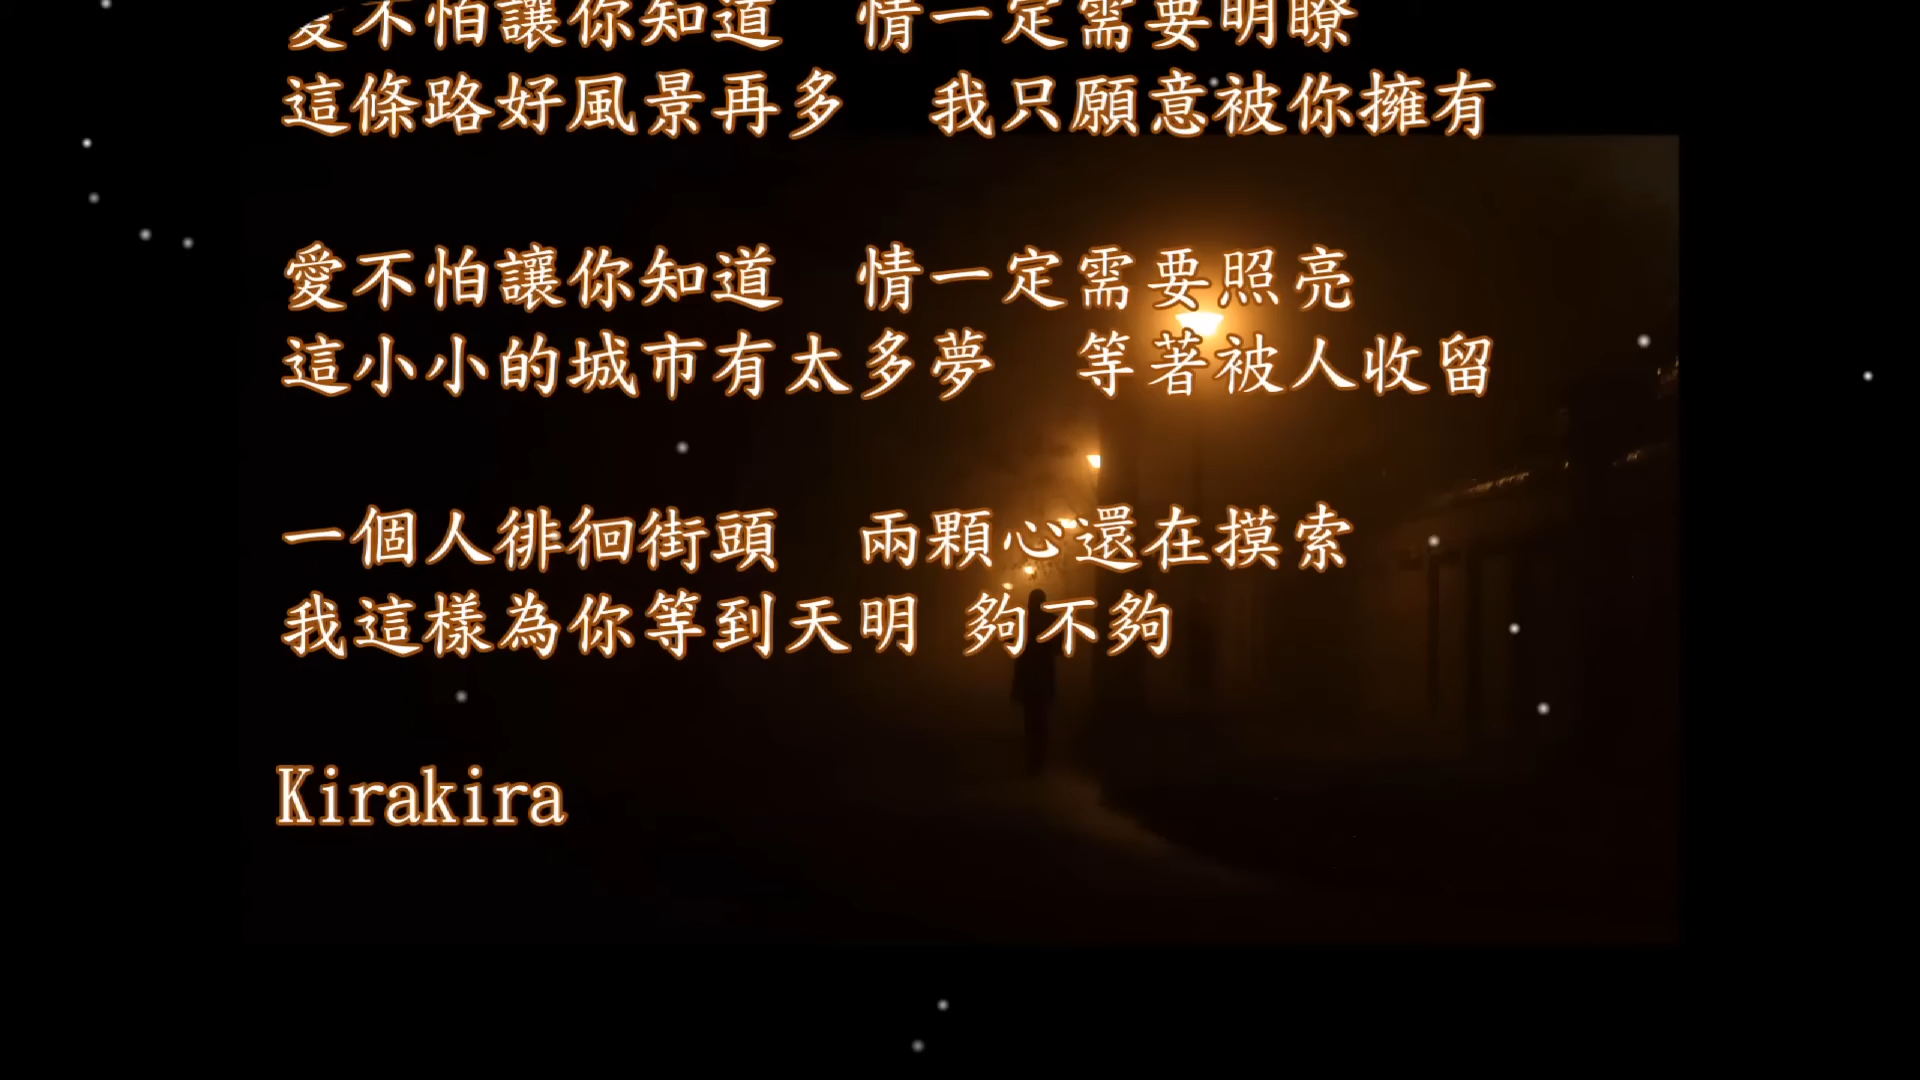 愛不怕讓你知道　情一定需要明瞭
這條路好風景再多　我只願意被你擁有
愛不怕讓你知道　情一定需要照亮
這小小的城市有太多夢　等著被人收留
一個人徘徊街頭　兩顆心還在摸索
我這樣為你等到天明 夠不夠
Kirakira